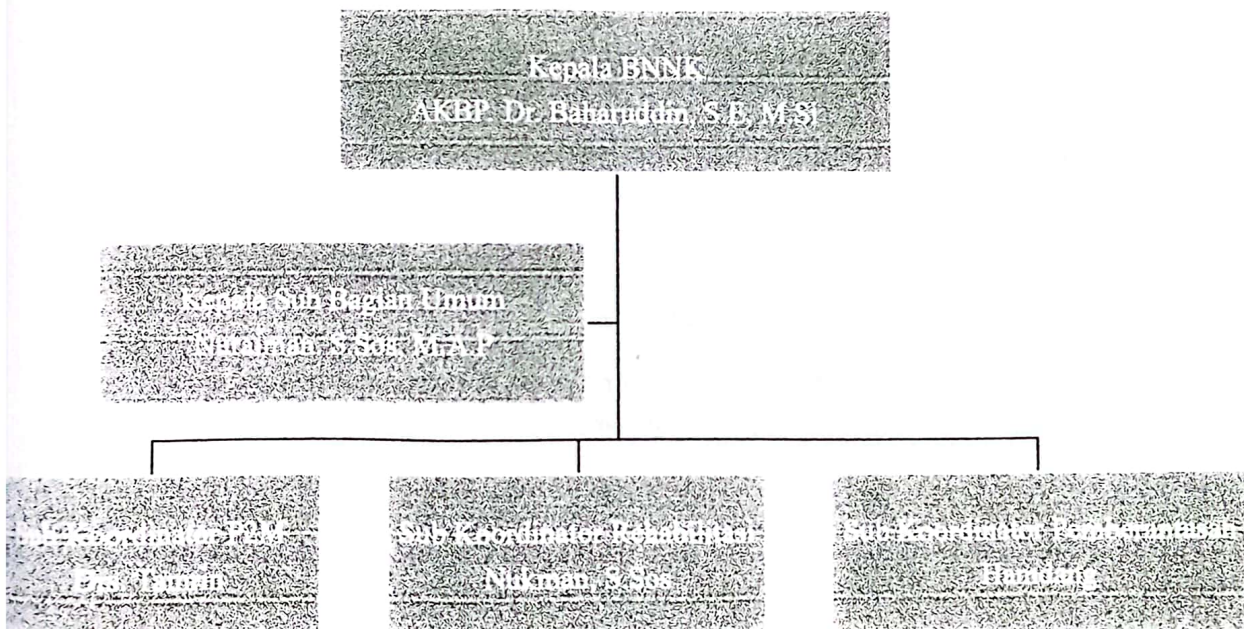 Kepala BNNK
AKBP. Dr. Baharuddin, S.E, M.Si
Kepala Sub Bagian Umum
S.Sos, M.A.P
Sub Koordinator P2M
Sub Koordinator Rehabilitasi
Nukman, S.Sos
Sub Koordinator Pemberantasan
Hamdang